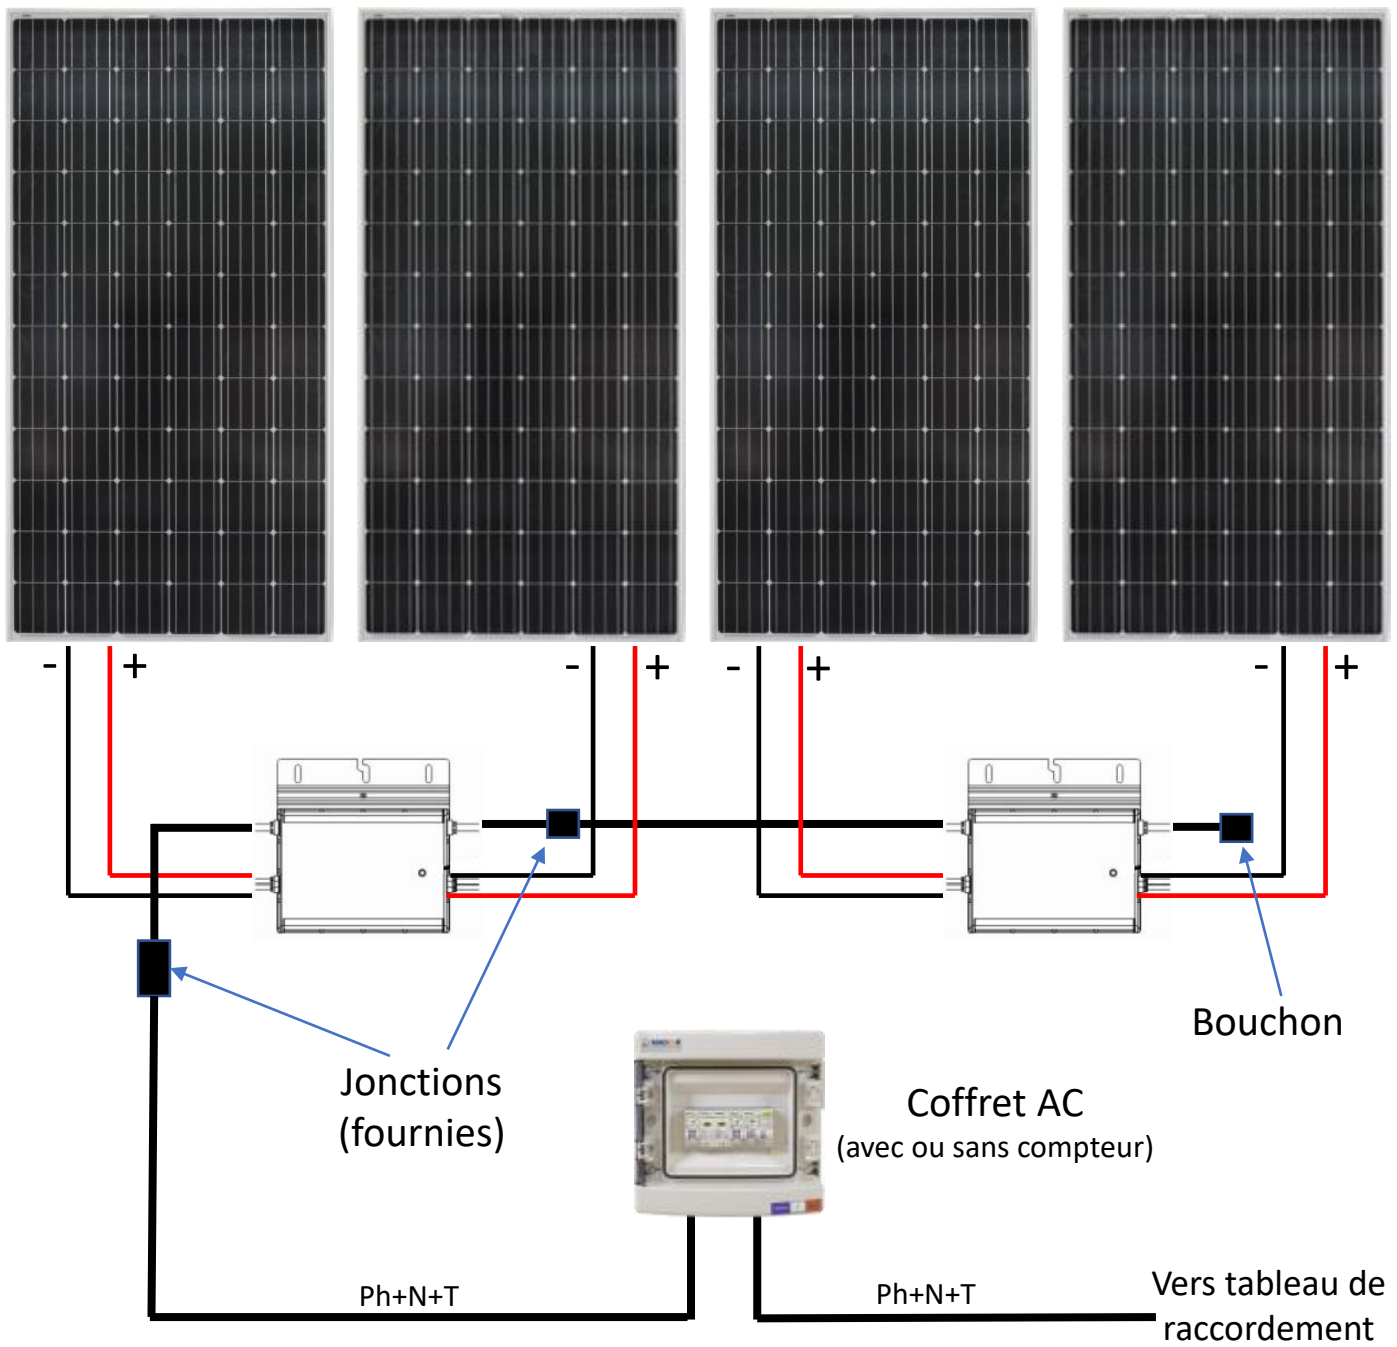 - +
- +
- +
- +
Bouchon
Jonctions
(fournies)
Coffret AC
(avec ou sans compteur)
Ph+N+T
Ph+N+T
Vers tableau de
raccordement